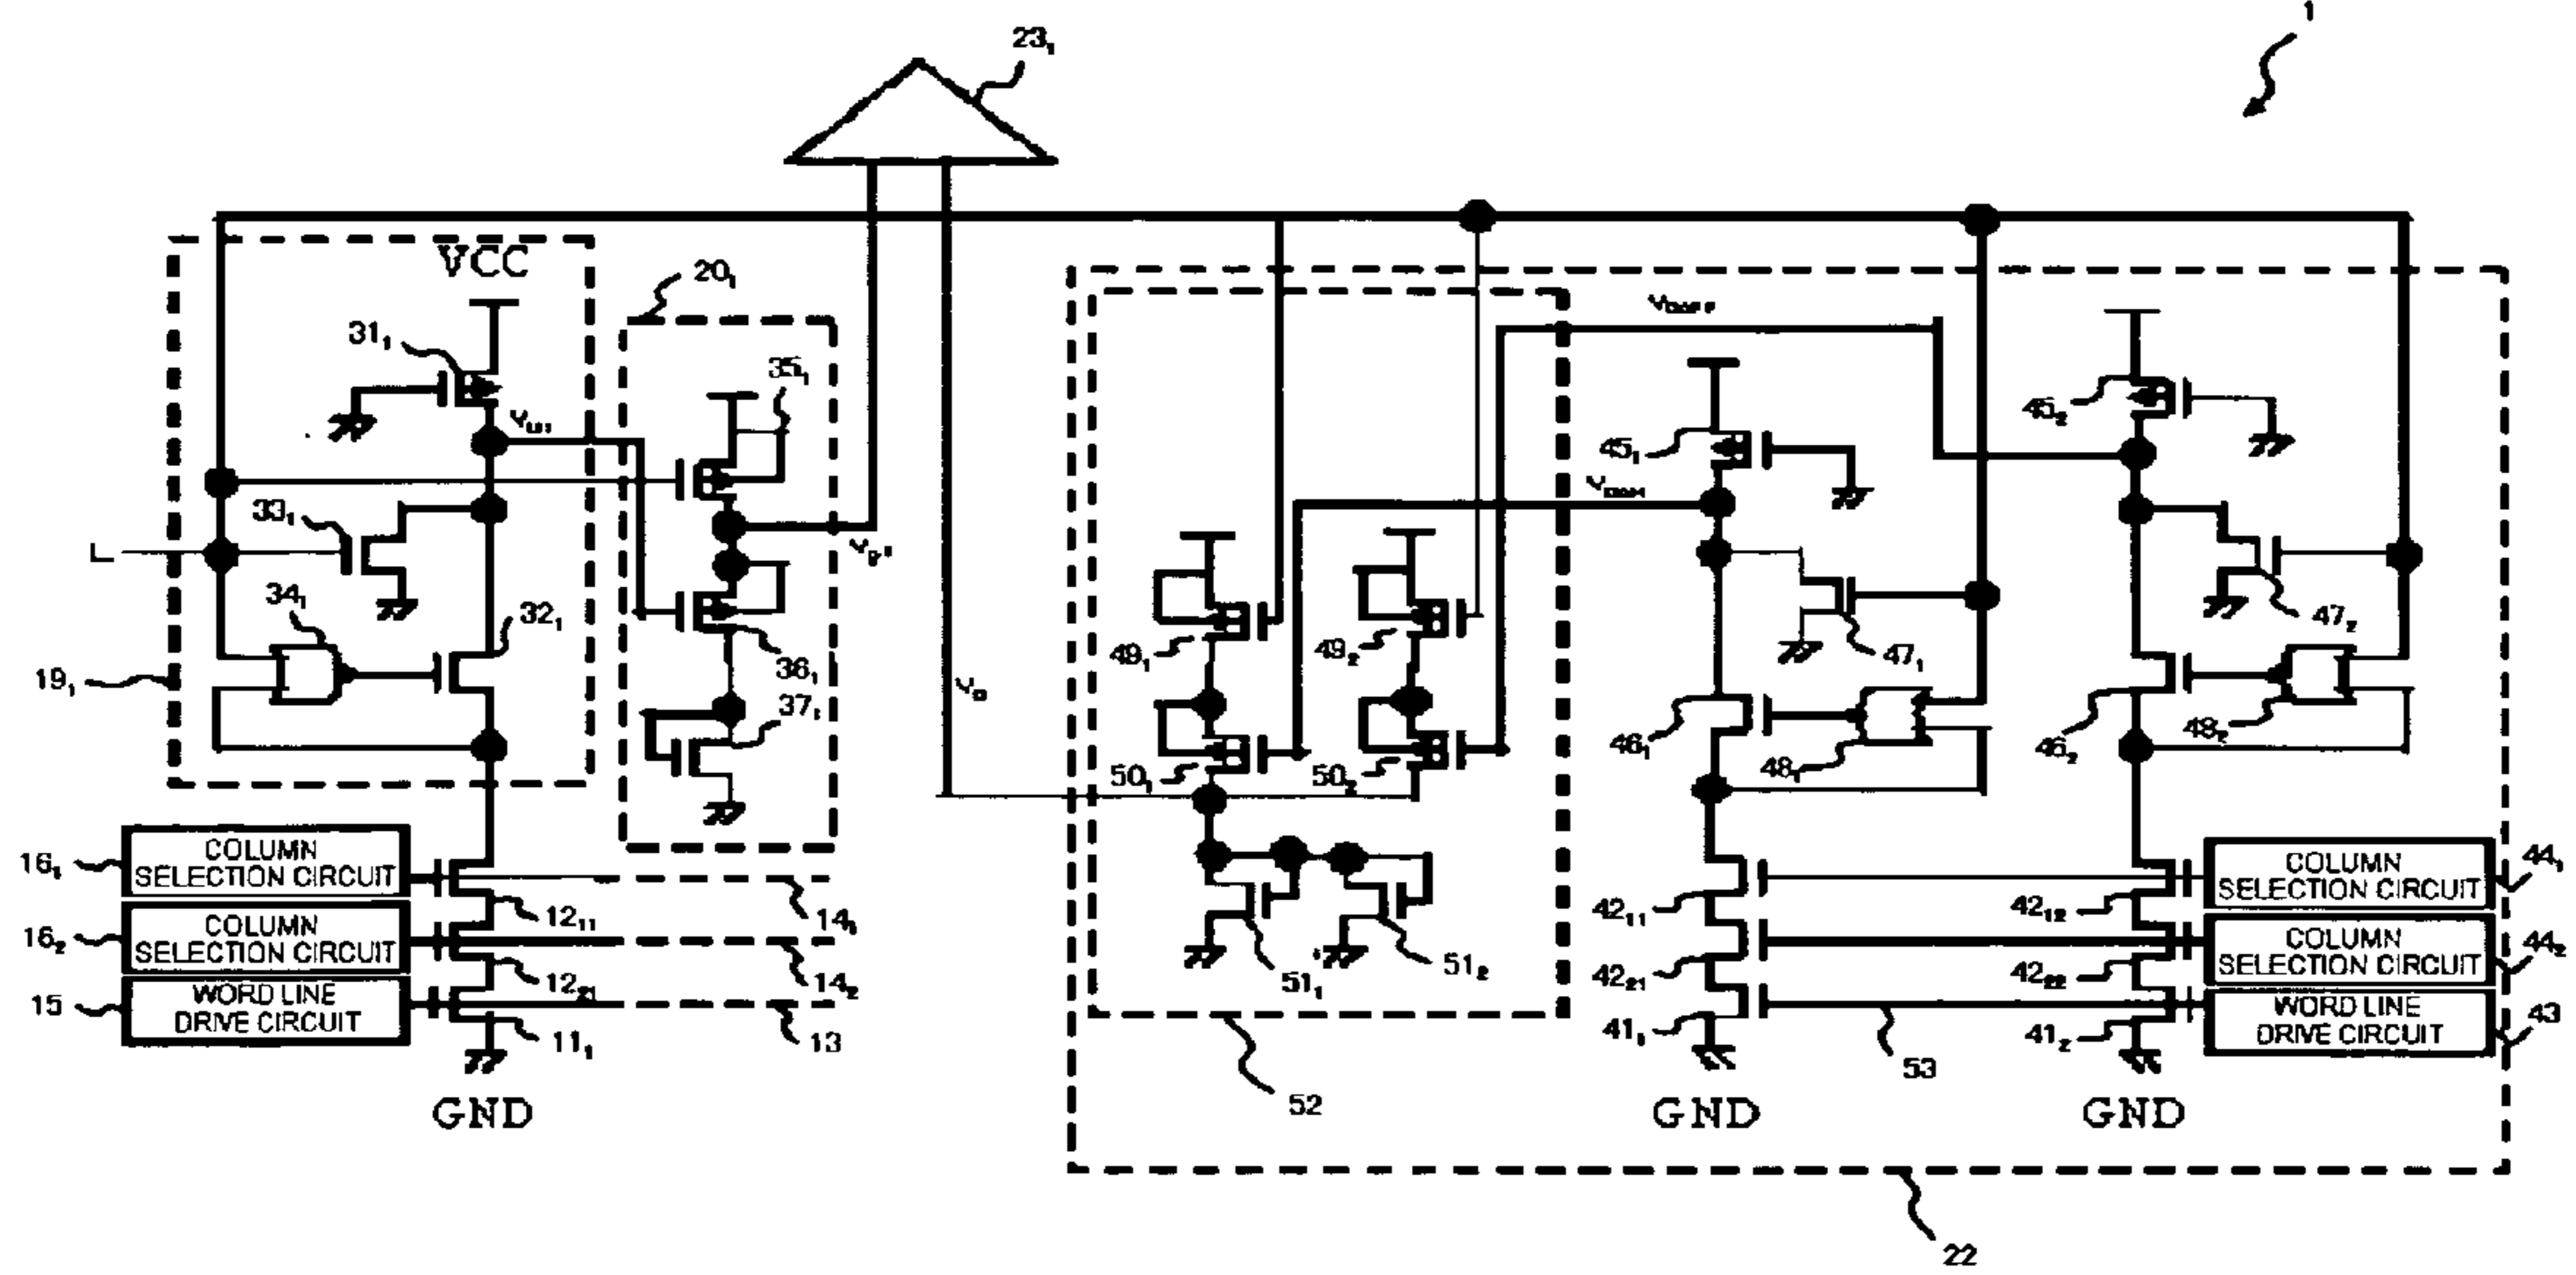 1
23₁
VCC
20₁
31₁
35₁
45₂
45₁
33₁
34₁
32₁
47₂
49₁
49₂
47₁
36₁
19₁
37₁
46₁
48₂
46₂
50₁
50₂
48₁
16₁
COLUMN
SELECTION CIRCUIT
14₁
12₁₁
16₂
COLUMN
SELECTION CIRCUIT
14₂
12₂₁
15
WORD LINE
DRIVE CIRCUIT
13
11₁
51₁
51₂
42₁₁
42₁₂
COLUMN
SELECTION CIRCUIT
44₁
42₂₁
42₂₂
COLUMN
SELECTION CIRCUIT
44₂
41₁
41₂
WORD LINE
DRIVE CIRCUIT
43
53
52
GND
GND
GND
22